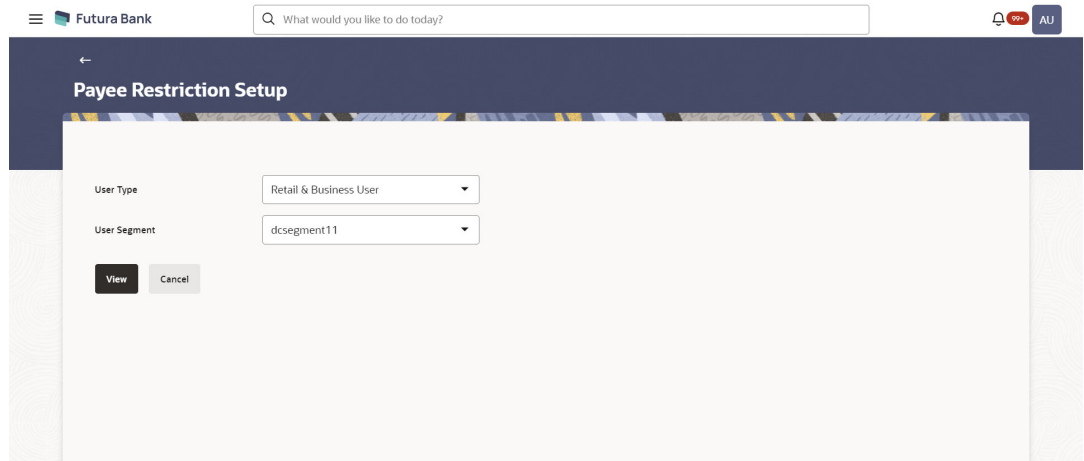 Futura Bank
What would you like to do today?
99+
AU
Payee Restriction Setup
User Type
Retail & Business User
User Segment
dcsegment11
View
Cancel